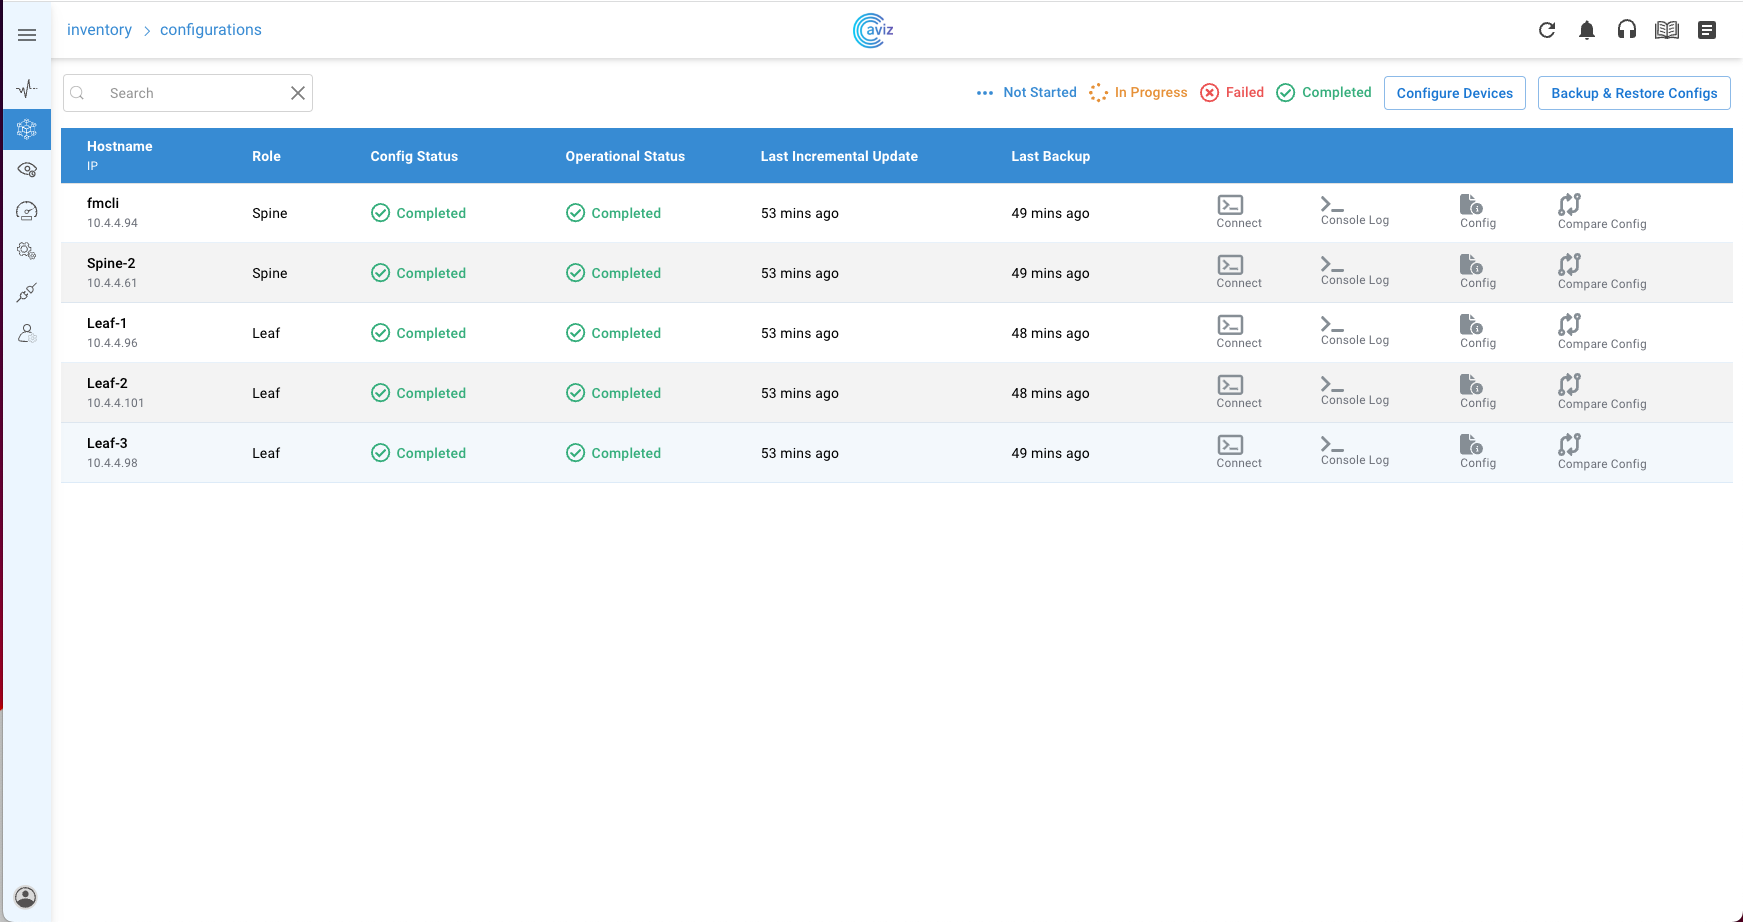 inventory > configurations
aviz
Search
Not Started In Progress Failed Completed Configure Devices Backup & Restore Configs
Hostname
IP
Role Config Status Operational Status Last Incremental Update Last Backup
fmcli
10.4.4.94
Spine Completed Completed 53 mins ago 49 mins ago Connect Console Log Config Compare Config
Spine-2
10.4.4.61
Spine Completed Completed 53 mins ago 49 mins ago Connect Console Log Config Compare Config
Leaf-1
10.4.4.96
Leaf Completed Completed 53 mins ago 48 mins ago Connect Console Log Config Compare Config
Leaf-2
10.4.4.101
Leaf Completed Completed 53 mins ago 48 mins ago Connect Console Log Config Compare Config
Leaf-3
10.4.4.98
Leaf Completed Completed 53 mins ago 49 mins ago Connect Console Log Config Compare Config